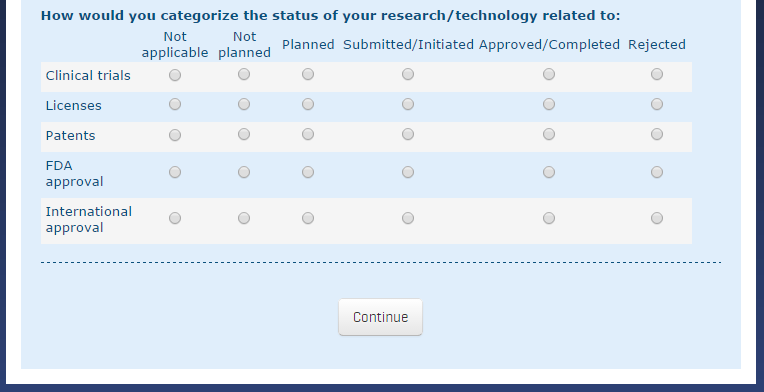 How would you categorize the status of your research/technology related to:
Not applicable Not planned Planned Submitted/Initiated Approved/Completed Rejected
Clinical trials
Licenses
Patents
FDA
approval
International
approval
Continue